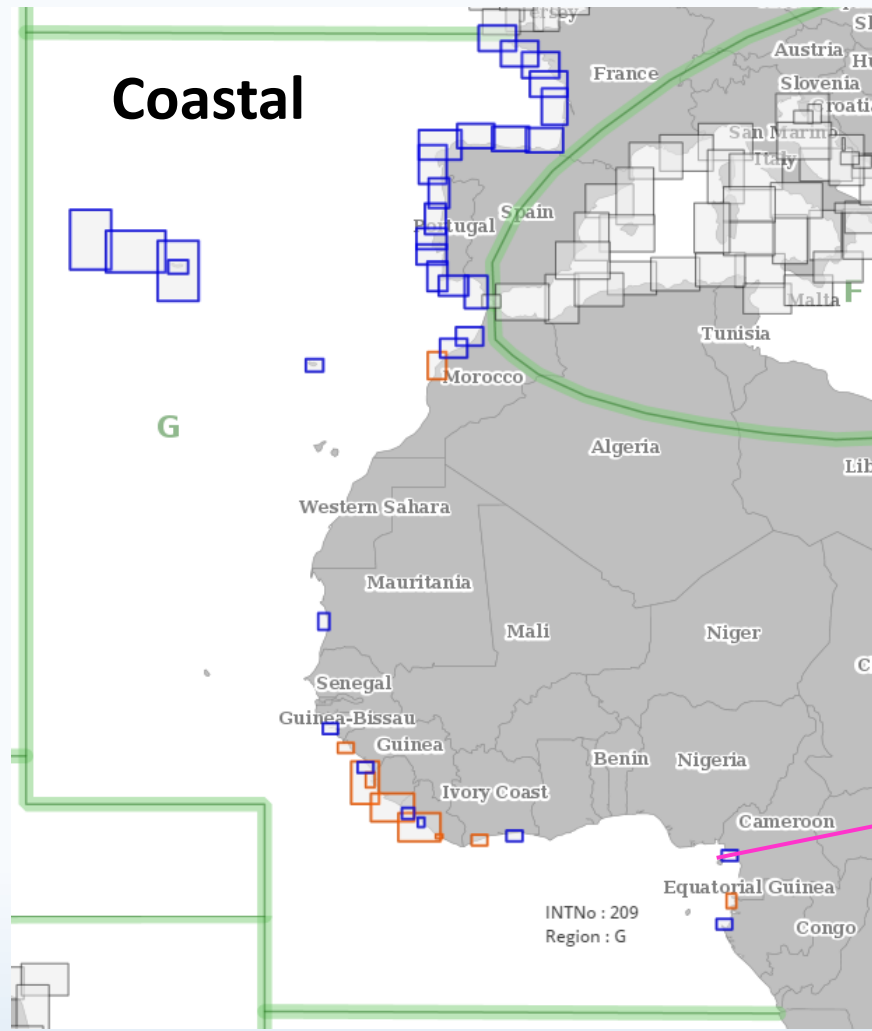 Jersey
Austria
France
Slovenia
Coastal
San Marino
Italy
Spain
Portugal
Malta
F
Tunisia
Morocco
G
Algeria
Western Sahara
Mauritania
Mali
Niger
Senegal
Guinea-Bissau
Guinea
Benin
Nigeria
Ivory Coast
Cameroon
Equatorial Guinea
INTNo : 209
Congo
Region : G